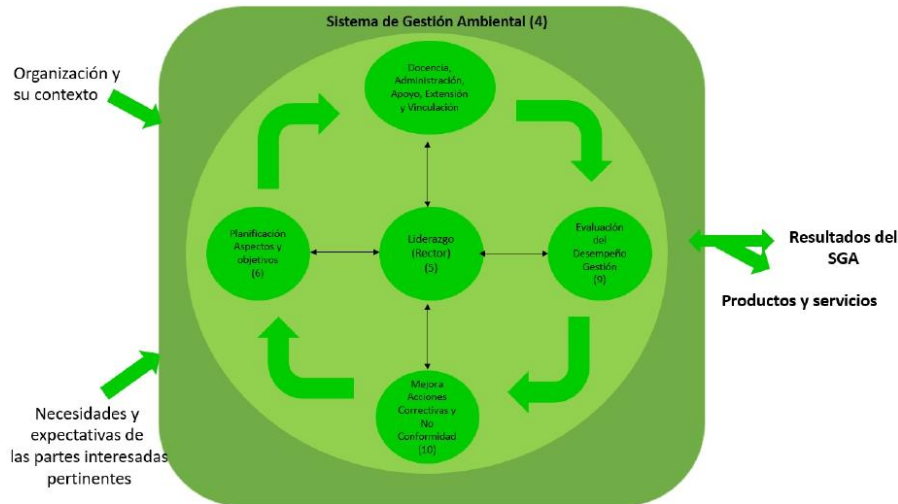 Sistema de Gestión Ambiental (4)
Organización y
su contexto
Docencia,
Administración,
Apoyo, Extensión
y Vinculación
Planificación
Aspectos y
objetivos
(6)
Liderazgo
(Rector)
(5)
Evaluación
del
Desempeño
Gestión
(9)
Resultados del
SGA
Productos y servicios
Mejora
Acciones
Correctivas y
No
Conformidad
(10)
Necesidades y
expectativas de
las partes interesadas
pertinentes